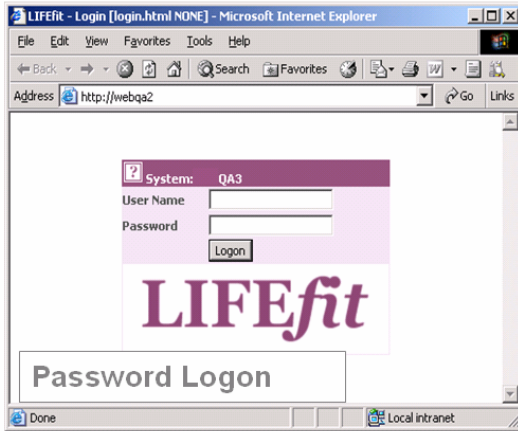 LIFEfit - Login [login.html NONE] - Microsoft Internet Explorer
File Edit View Favorites Tools Help
Back Search Favorites
Address http://webqa2 Go Links
? System: QA3
User Name
Password
Logon
LIFEfit
Password Logon
Done Local intranet